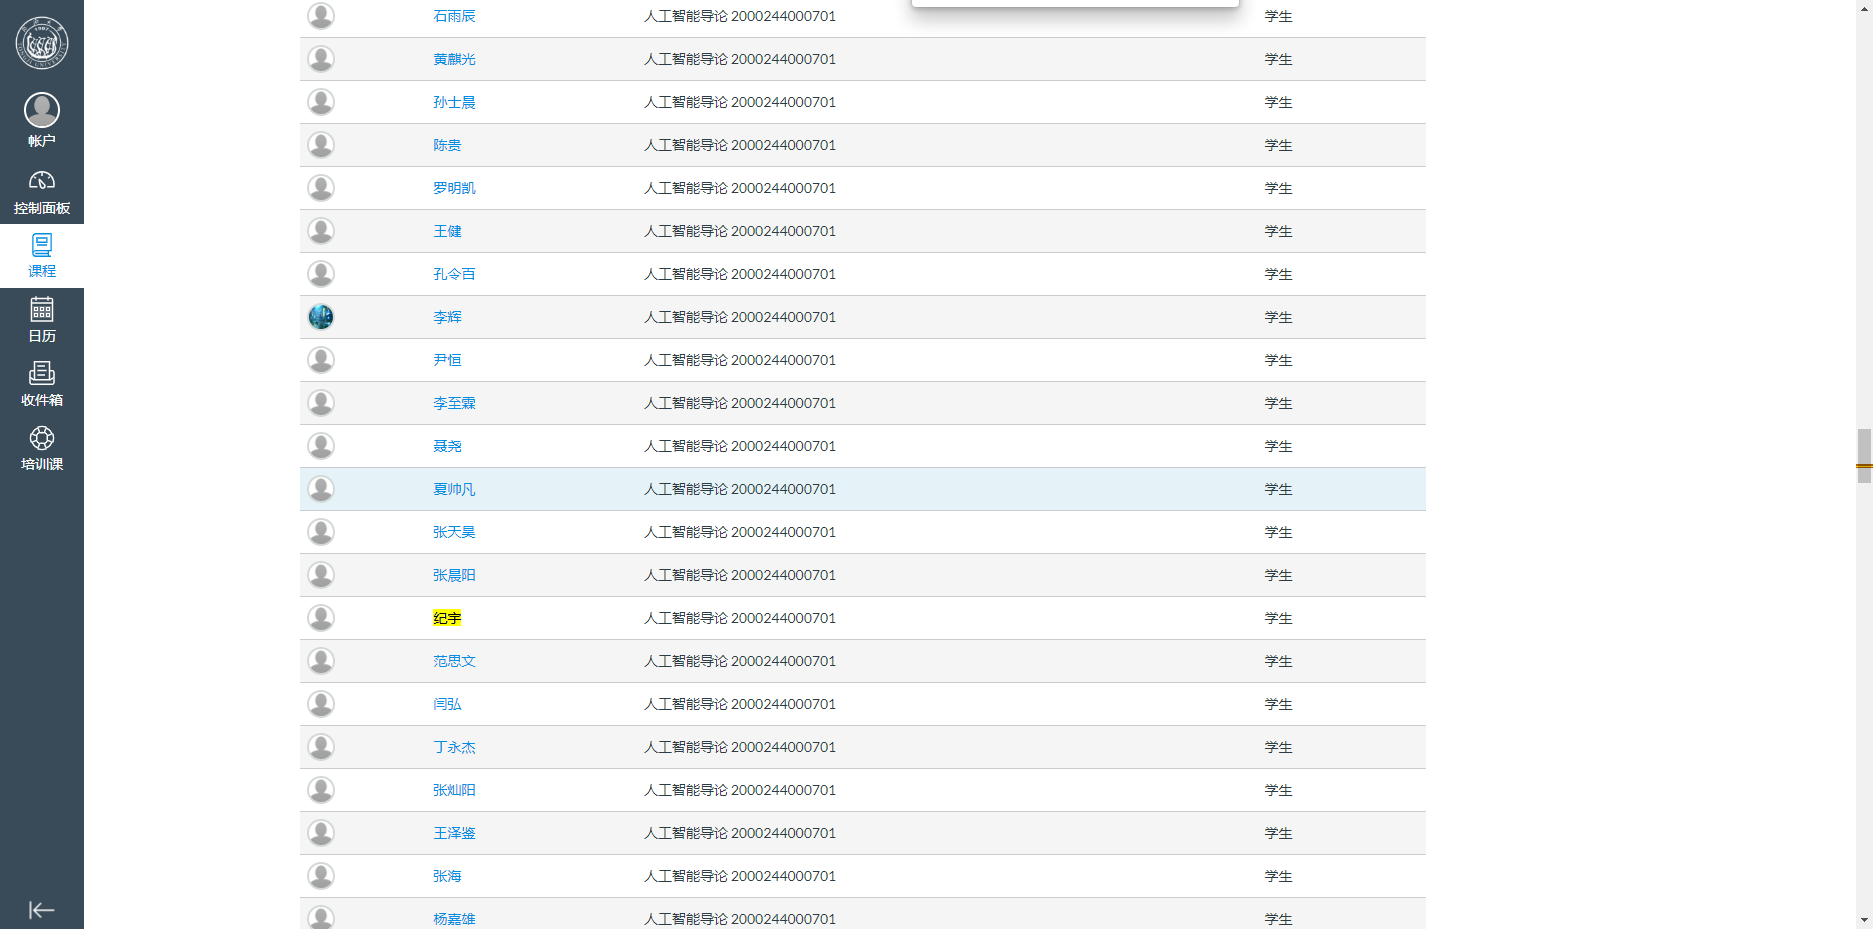 帐户
控制面板
课程
日历
收件箱
培训课
石雨辰 人工智能导论 2000244000701 学生
黄麒光 人工智能导论 2000244000701 学生
孙士晨 人工智能导论 2000244000701 学生
陈贵 人工智能导论 2000244000701 学生
罗明凯 人工智能导论 2000244000701 学生
王健 人工智能导论 2000244000701 学生
孔令百 人工智能导论 2000244000701 学生
李辉 人工智能导论 2000244000701 学生
尹恒 人工智能导论 2000244000701 学生
李至霖 人工智能导论 2000244000701 学生
聂尧 人工智能导论 2000244000701 学生
夏帅凡 人工智能导论 2000244000701 学生
张天昊 人工智能导论 2000244000701 学生
张晨阳 人工智能导论 2000244000701 学生
纪宇 人工智能导论 2000244000701 学生
范思文 人工智能导论 2000244000701 学生
闫弘 人工智能导论 2000244000701 学生
丁永杰 人工智能导论 2000244000701 学生
张灿阳 人工智能导论 2000244000701 学生
王泽鉴 人工智能导论 2000244000701 学生
张海 人工智能导论 2000244000701 学生
杨嘉雄 人工智能导论 2000244000701 学生